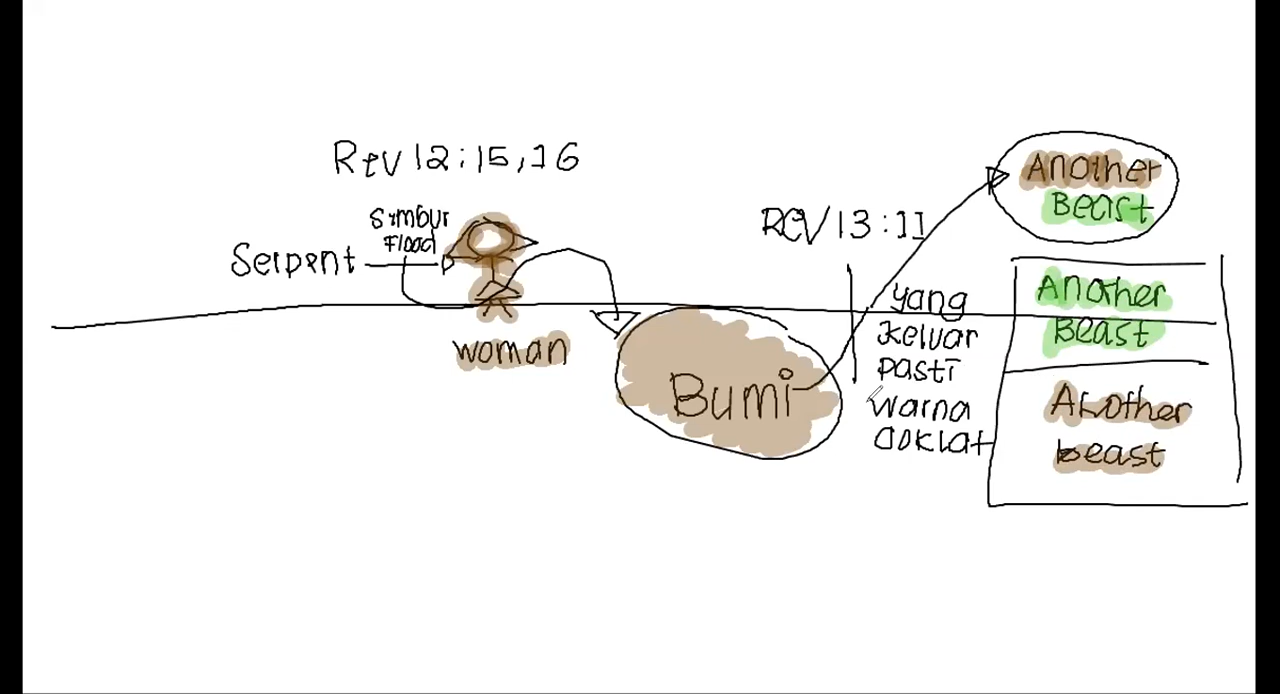 Rev 12:15,16
Simbur
Flood
Serpent
woman
Bumi
REV 13:11
yang
keluar
pasti
warna
coklat
Another
Beast
Another
Beast
Another
beast